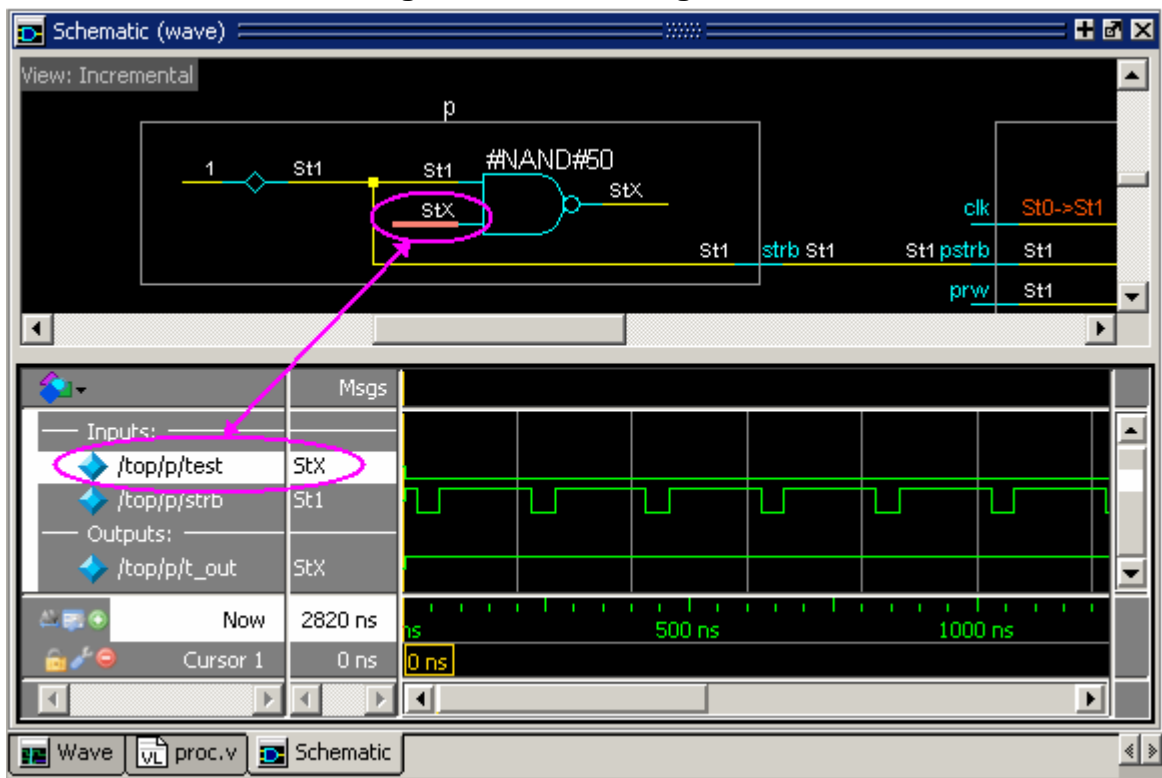 Schematic (wave)
View: Incremental
p
1 St1 St1 #NAND#50 StX
StX
clk St0->St1
St1 strb St1 St1 pstrb St1
prw St1
Msgs
Inputs:
/top/p/test StX
/top/p/strb St1
Outputs:
/top/p/t_out StX
Now 2820 ns ns 500 ns 1000 ns
Cursor 1 0 ns 0 ns
Wave VL proc.v Schematic